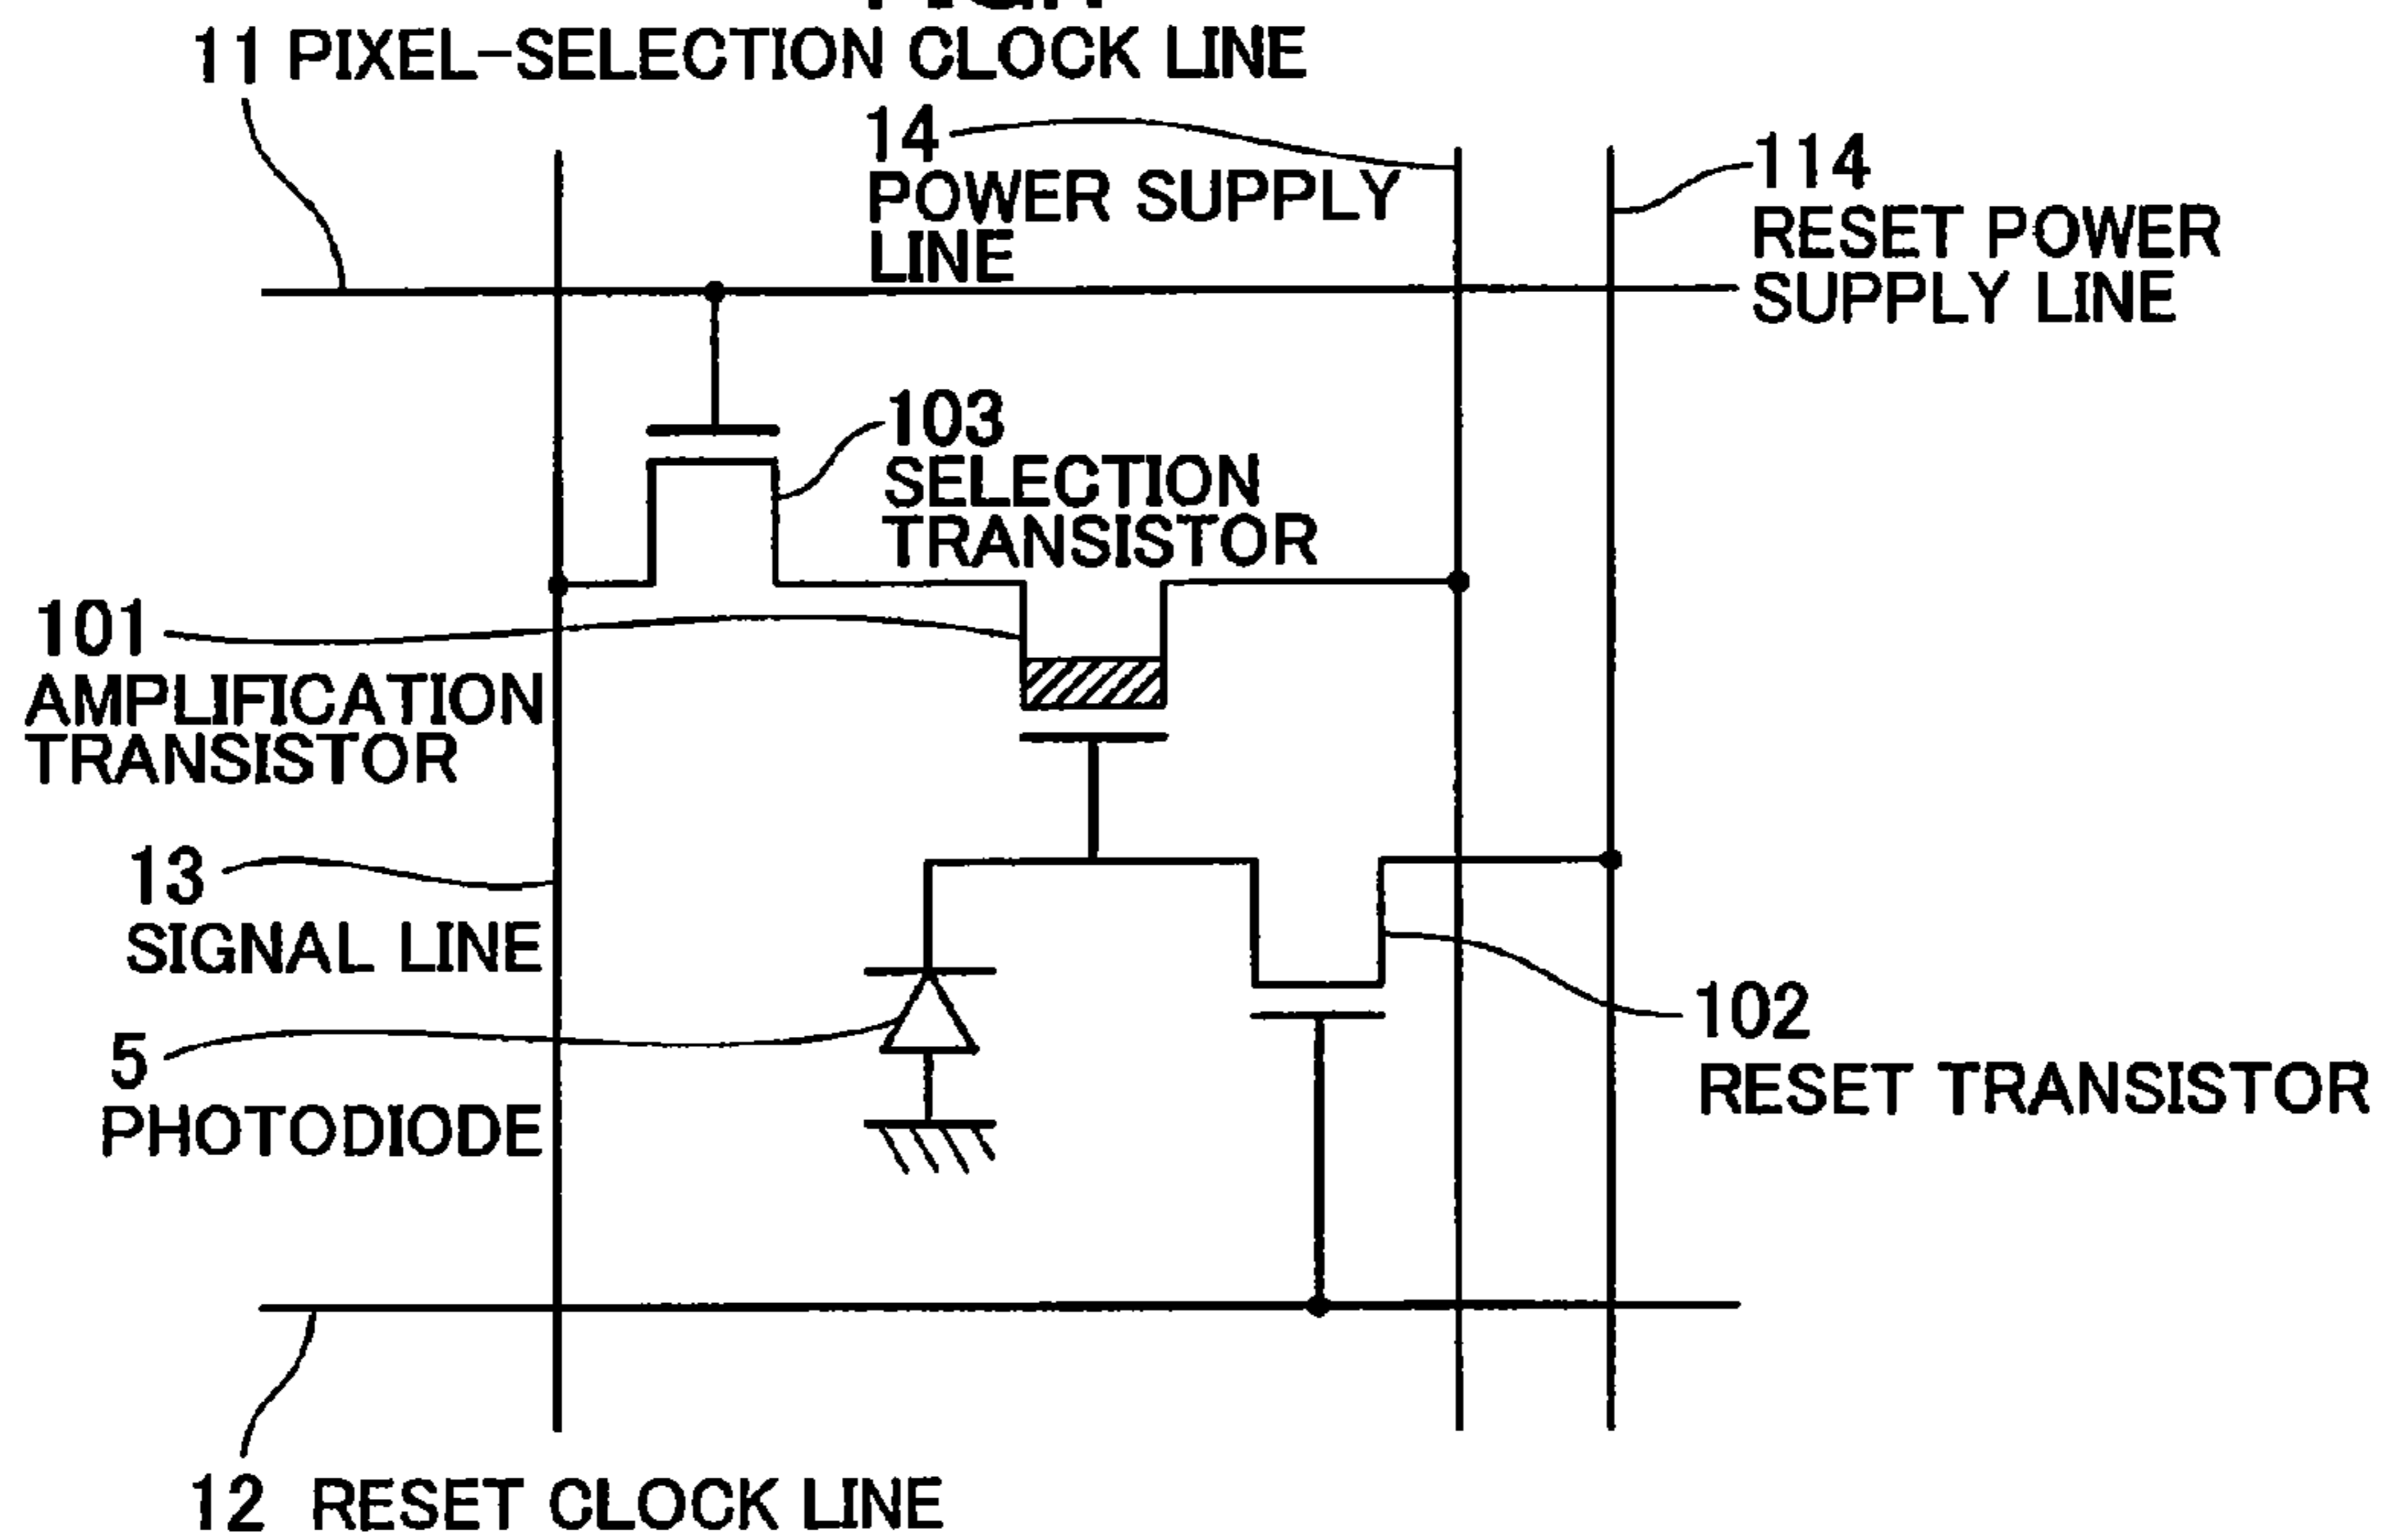 11 PIXEL-SELECTION CLOCK LINE
14
POWER SUPPLY
LINE
114
RESET POWER
SUPPLY LINE
103
SELECTION
TRANSISTOR
101
AMPLIFICATION
TRANSISTOR
13
SIGNAL LINE
5
PHOTODIODE
102
RESET TRANSISTOR
12 RESET CLOCK LINE